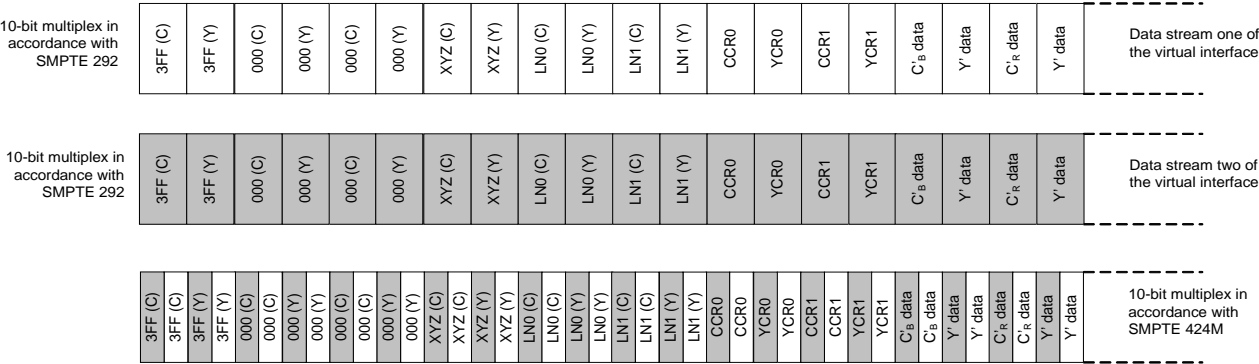 10-bit multiplex in
accordance with
SMPTE 292
3FF (C)
3FF (Y)
000 (C)
000 (Y)
000 (C)
000 (Y)
XYZ (C)
XYZ (Y)
LN0 (C)
LN0 (Y)
LN1 (C)
LN1 (Y)
CCR0
YCR0
CCR1
YCR1
C'B data
Y' data
C'R data
Y' data
Data stream one of
the virtual interface
10-bit multiplex in
accordance with
SMPTE 292
3FF (C)
3FF (Y)
000 (C)
000 (Y)
000 (C)
000 (Y)
XYZ (C)
XYZ (Y)
LN0 (C)
LN0 (Y)
LN1 (C)
LN1 (Y)
CCR0
YCR0
CCR1
YCR1
C'B data
Y' data
C'R data
Y' data
Data stream two of
the virtual interface
3FF (C)
3FF (C)
3FF (Y)
3FF (Y)
000 (C)
000 (C)
000 (Y)
000 (Y)
000 (C)
000 (C)
000 (Y)
000 (Y)
XYZ (C)
XYZ (C)
XYZ (Y)
XYZ (Y)
LN0 (C)
LN0 (C)
LN0 (Y)
LN0 (Y)
LN1 (C)
LN1 (C)
LN1 (Y)
LN1 (Y)
CCR0
CCR0
YCR0
YCR0
CCR1
CCR1
YCR1
YCR1
C'B data
C'B data
Y' data
Y' data
C'R data
C'R data
Y' data
Y' data
10-bit multiplex in
accordance with
SMPTE 424M